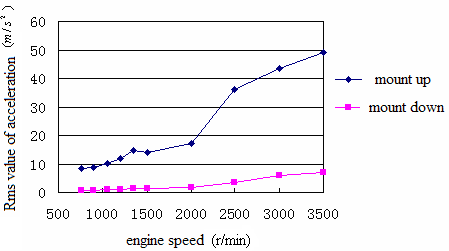 Rms value of acceleration (m/s²)
60
50
40
30
20
10
0
500 1000 1500 2000 2500 3000 3500
engine speed (r/min)
mount up
mount down